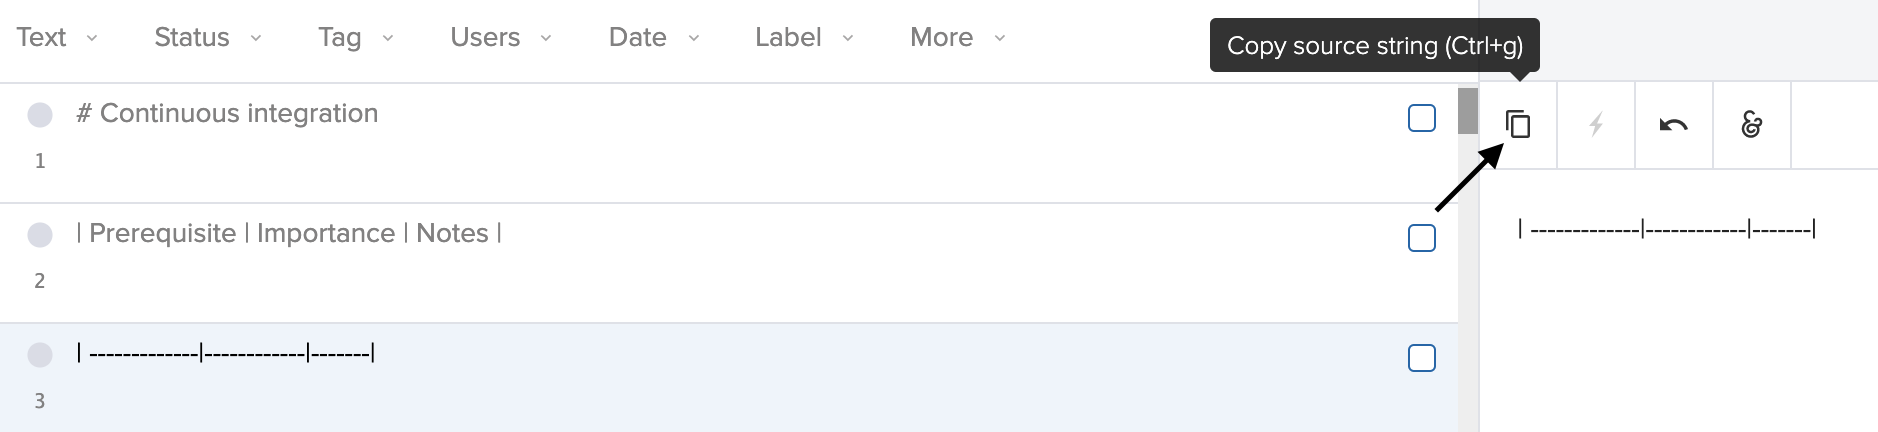 Text Status Tag Users Date Label More
Copy source string (Ctrl+g)
# Continuous integration
1
| Prerequisite | Importance | Notes |
2
| -------------|------------|-------|
3
| -------------|------------|-------|